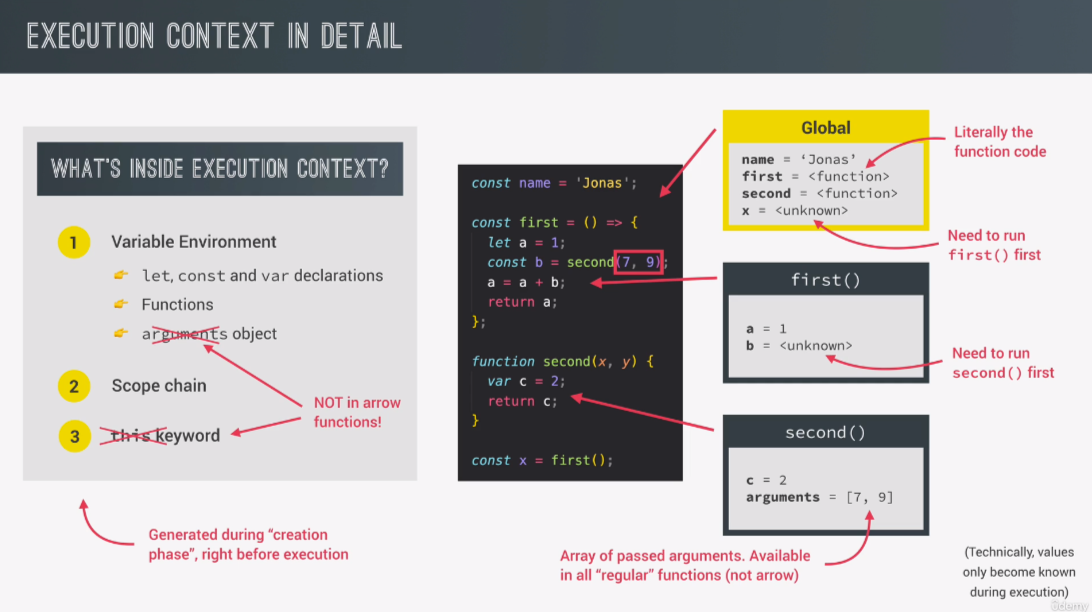 EXECUTION CONTEXT IN DETAIL
WHAT'S INSIDE EXECUTION CONTEXT?
1 Variable Environment
let, const and var declarations
Functions
arguments object
2 Scope chain
3 this keyword
NOT in arrow
functions!
Generated during “creation
phase”, right before execution
const name = 'Jonas';
const first = () => {
let a = 1;
const b = second(7, 9);
a = a + b;
return a;
};
function second(x, y) {
var c = 2;
return c;
}
const x = first();
Global
name = ‘Jonas’
first = <function>
second = <function>
x = <unknown>
Literally the
function code
Need to run
first() first
first()
a = 1
b = <unknown>
Need to run
second() first
second()
c = 2
arguments = [7, 9]
Array of passed arguments. Available
in all “regular” functions (not arrow)
(Technically, values
only become known
during execution)
Udemy